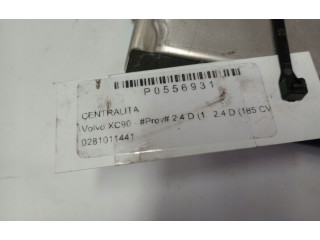 P0556931
CENTRALITA
Volvo XC90 - #Prov# 2.4 D (1 2.4 D (185 CV
0281011441